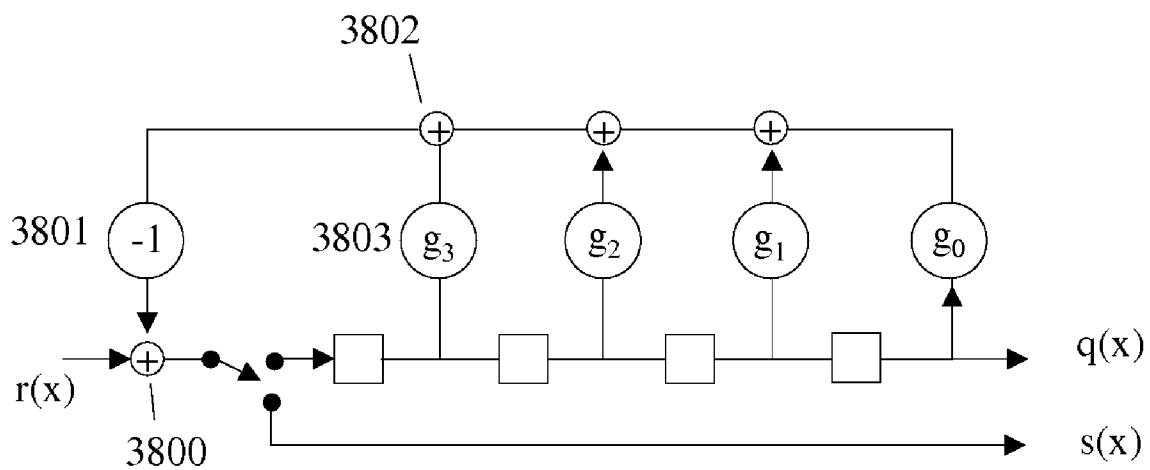 3802
+ + +
3801 -1 3803 g₃ g₂ g₁ g₀
r(x) + q(x)
3800 s(x)